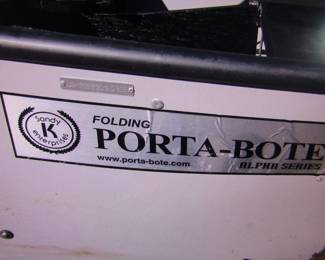 Sandy
K
enterprises
FOLDING
PORTA-BOTE
www.porta-bote.com
ALPHA SERIES